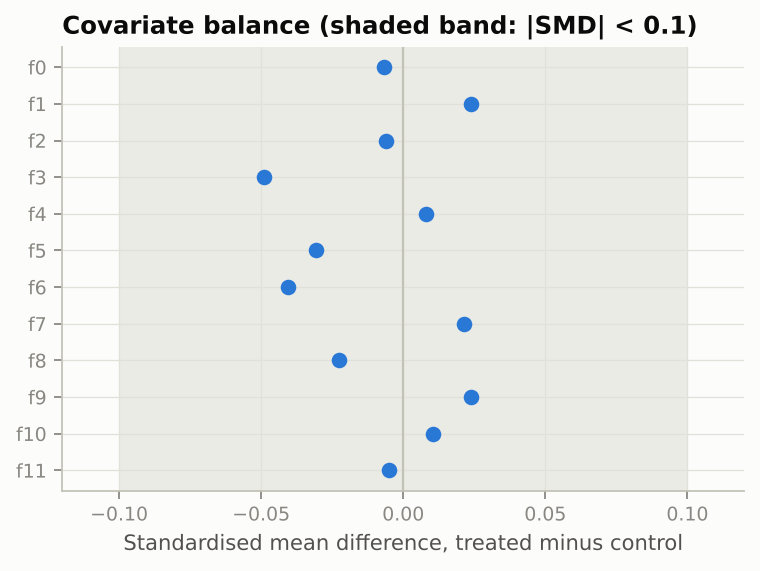 Covariate balance (shaded band: |SMD| < 0.1)
f0
f1
f2
f3
f4
f5
f6
f7
f8
f9
f10
f11
−0.10 −0.05 0.00 0.05 0.10
Standardised mean difference, treated minus control